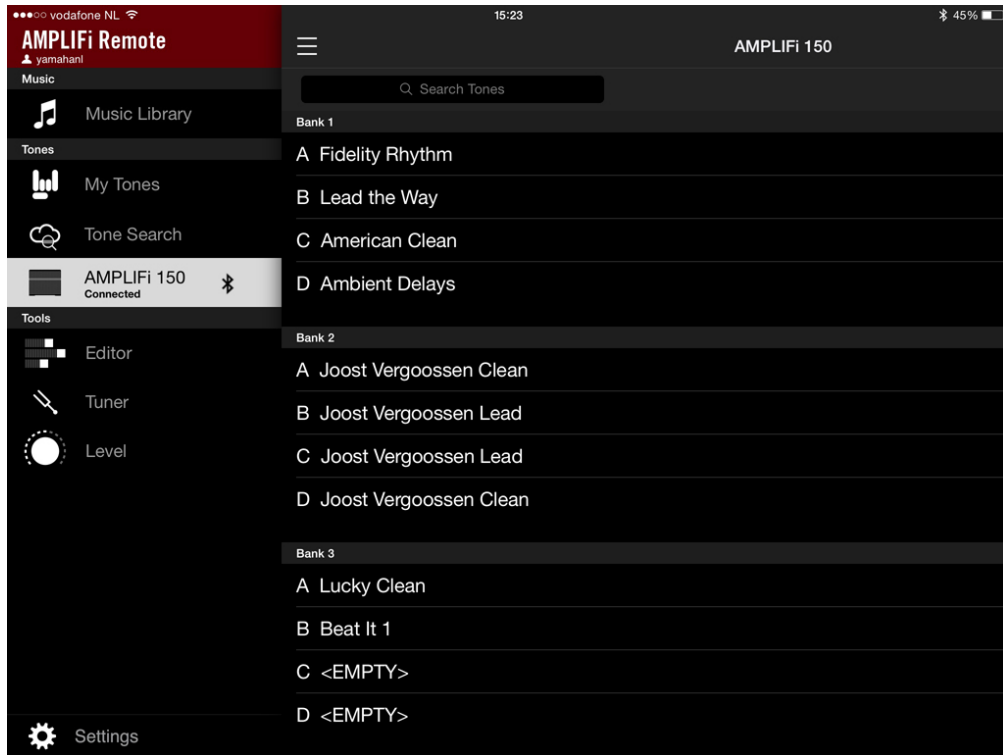 vodafone NL 15:23 45%
AMPLIFi Remote
yamahanl
Music
Music Library
Tones
My Tones
Tone Search
AMPLIFi 150
Connected
Tools
Editor
Tuner
Level
Settings
AMPLIFi 150
Search Tones
Bank 1
A Fidelity Rhythm
B Lead the Way
C American Clean
D Ambient Delays
Bank 2
A Joost Vergoossen Clean
B Joost Vergoossen Lead
C Joost Vergoossen Lead
D Joost Vergoossen Clean
Bank 3
A Lucky Clean
B Beat It 1
C <EMPTY>
D <EMPTY>